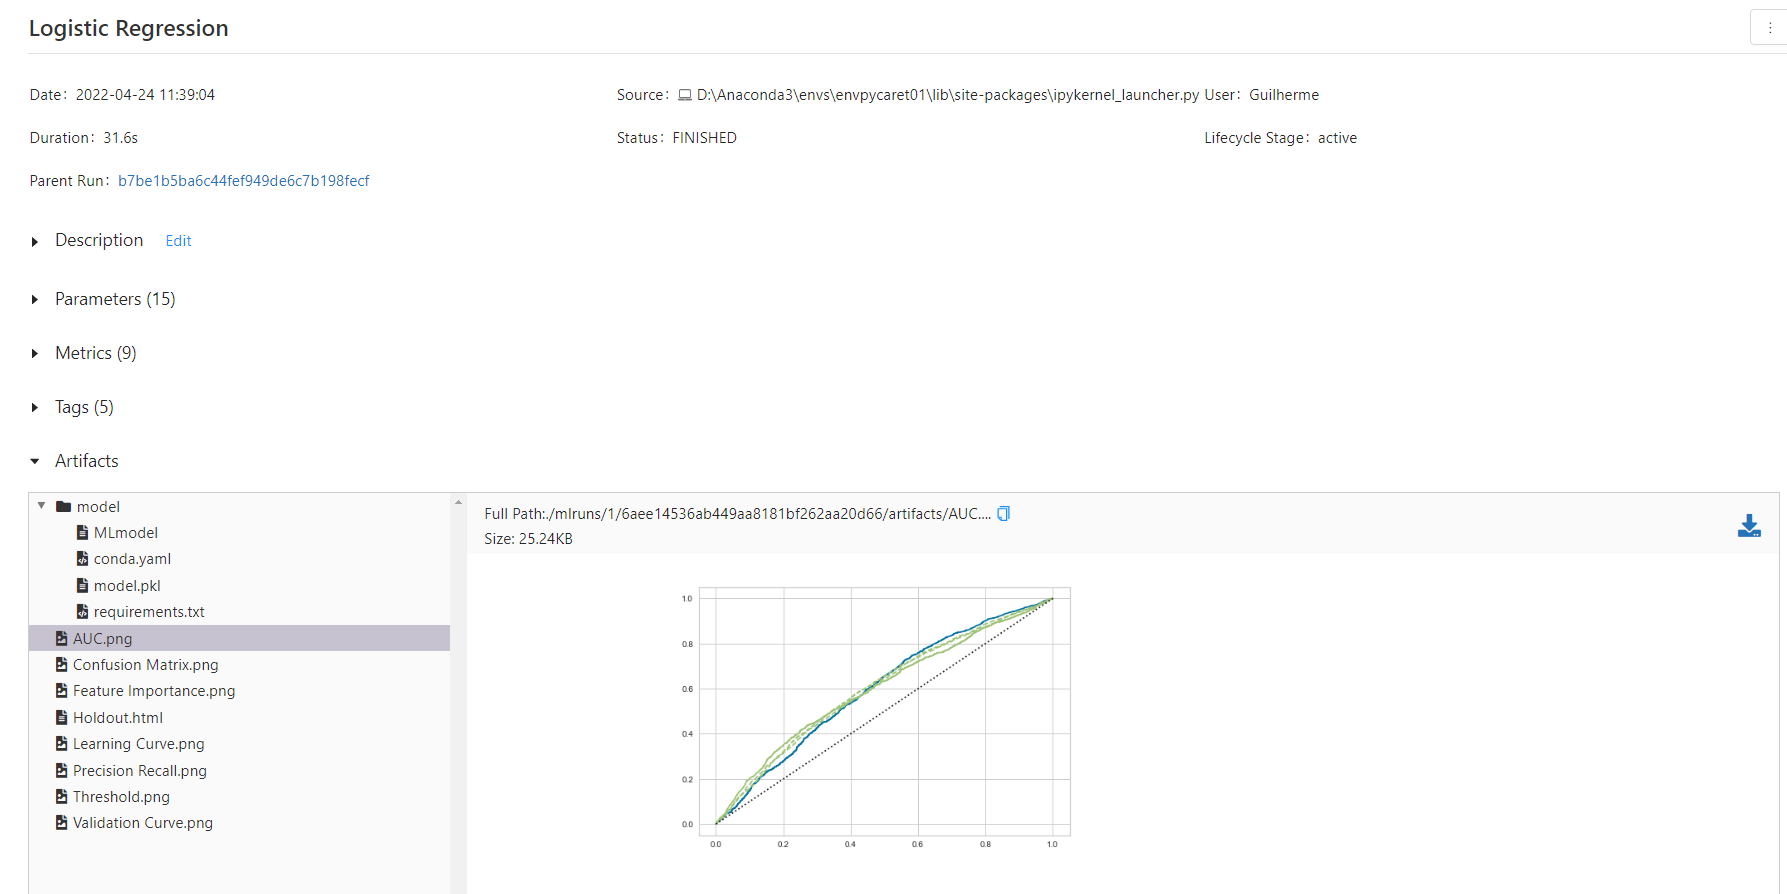 Logistic Regression
Date: 2022-04-24 11:39:04
Source: D:\Anaconda3\envs\envpycaret01\lib\site-packages\ipykernel_launcher.py
User: Guilherme
Duration: 31.6s
Status: FINISHED
Lifecycle Stage: active
Parent Run: b7be1b5ba6c44fef949de6c7b198fecf
Description Edit
Parameters (15)
Metrics (9)
Tags (5)
Artifacts
model
MLmodel
conda.yaml
model.pkl
requirements.txt
AUC.png
Confusion Matrix.png
Feature Importance.png
Holdout.html
Learning Curve.png
Precision Recall.png
Threshold.png
Validation Curve.png
Full Path:./mlruns/1/6aee14536ab449aa8181bf262aa20d66/artifacts/AUC....
Size: 25.24KB
1.0
0.8
0.6
0.4
0.2
0.0
0.0 0.2 0.4 0.6 0.8 1.0